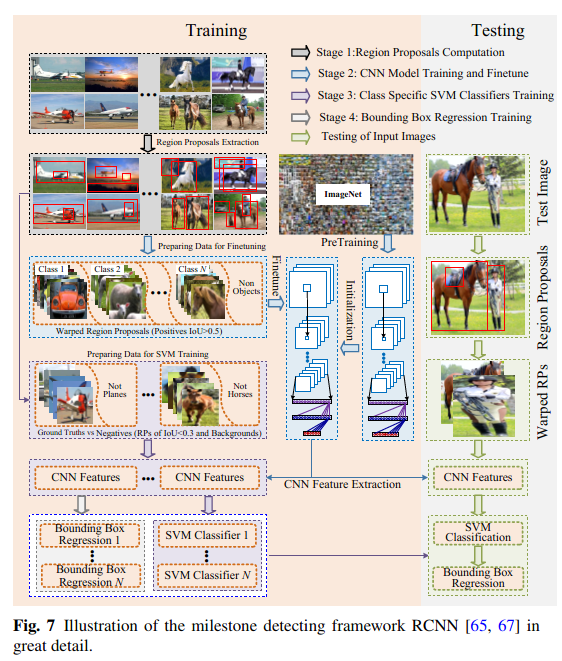 Training
Testing
Stage 1:Region Proposals Computation
Stage 2: CNN Model Training and Finetune
Stage 3: Class Specific SVM Classifiers Training
Stage 4: Bounding Box Regression Training
Testing of Input Images
Region Proposals Extraction
ImageNet
Test Image
PreTraining
Preparing Data for Finetuning
Class 1
Class 2
Class N
Non
Objects
Finetune
Initialization
Region Proposals
Warped Region Proposals (Positives IoU>0.5)
Preparing Data for SVM Training
Not
Planes
Not
Horses
Warped RPs
Ground Truths vs Negatives (RPs of IoU<0.3 and Backgrounds)
CNN Features
CNN Features
CNN Feature Extraction
CNN Features
Bounding Box
Regression 1
Bounding Box
Regression N
SVM Classifier 1
SVM Classifier N
SVM
Classification
Bounding Box
Regression
Fig. 7 Illustration of the milestone detecting framework RCNN [65, 67] in
great detail.